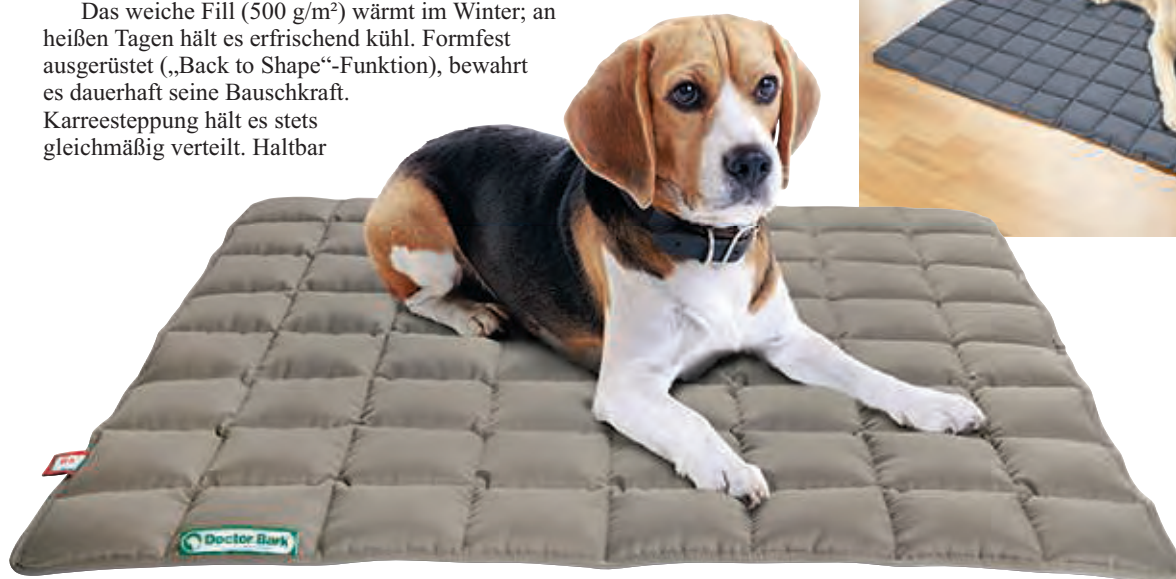 Das weiche Fill (500 g/m²) wärmt im Winter; an
heißen Tagen hält es erfrischend kühl. Formfest
ausgerüstet („Back to Shape“-Funktion), bewahrt
es dauerhaft seine Bauschkraft.
Karreesteppung hält es stets
gleichmäßig verteilt. Haltbar
Doctor Bark